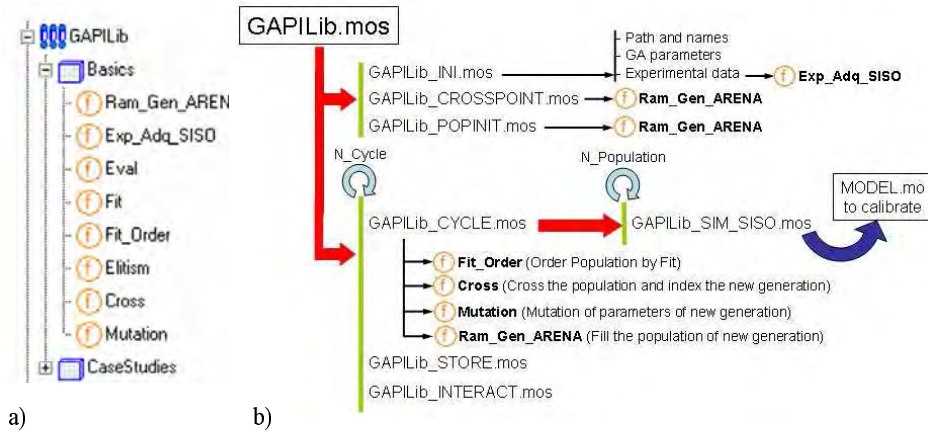 GAPILib
Basics
Ram_Gen_AREN
Exp_Adq_SISO
Eval
Fit
Fit_Order
Elitism
Cross
Mutation
CaseStudies
a)
GAPILib.mos
GAPILib_INI.mos
Path and names
GA parameters
Experimental data
Exp_Adq_SISO
GAPILib_CROSSPOINT.mos
Ram_Gen_ARENA
GAPILib_POPINIT.mos
Ram_Gen_ARENA
N_Cycle
N_Population
GAPILib_CYCLE.mos
GAPILib_SIM_SISO.mos
MODEL.mo
to calibrate
Fit_Order (Order Population by Fit)
Cross (Cross the population and index the new generation)
Mutation (Mutation of parameters of new generation)
Ram_Gen_ARENA (Fill the population of new generation)
GAPILib_STORE.mos
GAPILib_INTERACT.mos
b)